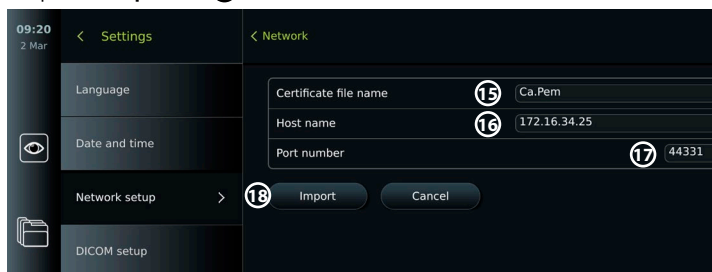 09:20
2 Mar
Settings
Network
Language
Date and time
Network setup
DICOM setup
Certificate file name 15 Ca.Pem
Host name 16 172.16.34.25
Port number 17 44331
18 Import Cancel